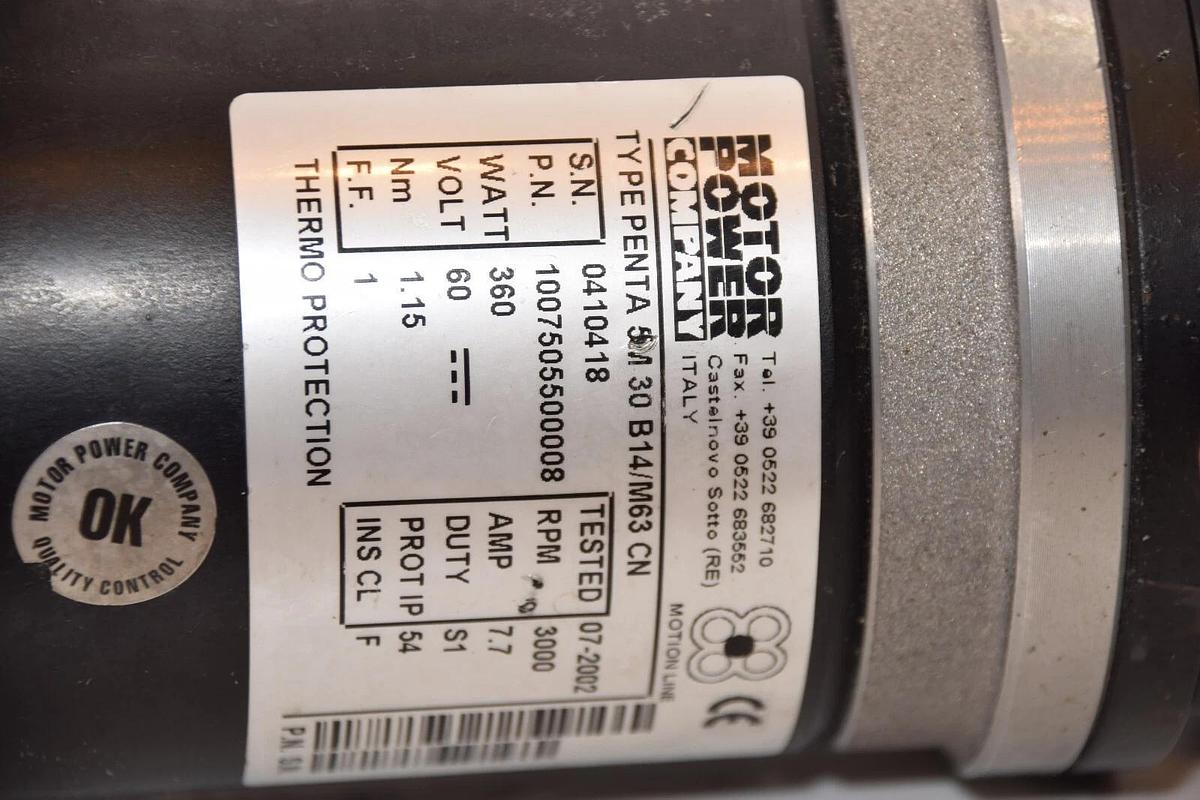 MOTOR
POWER
COMPANY
Tel. +39 0522 682710
Fax. +39 0522 683552
Castelnovo Sotto (RE)
ITALY
MOTION LINE
CE
TYPE PENTA 5M 30 B14/M63 CN
S.N. 0410418 TESTED 07-2002
P.N. 10075055000008 RPM 3000
WATT 360 AMP 7.7
VOLT 60 DUTY S1
Nm 1.15 PROT IP 54
F.F. 1 INS CL F
THERMO PROTECTION
P.N.
MOTOR POWER COMPANY
OK
QUALITY CONTROL